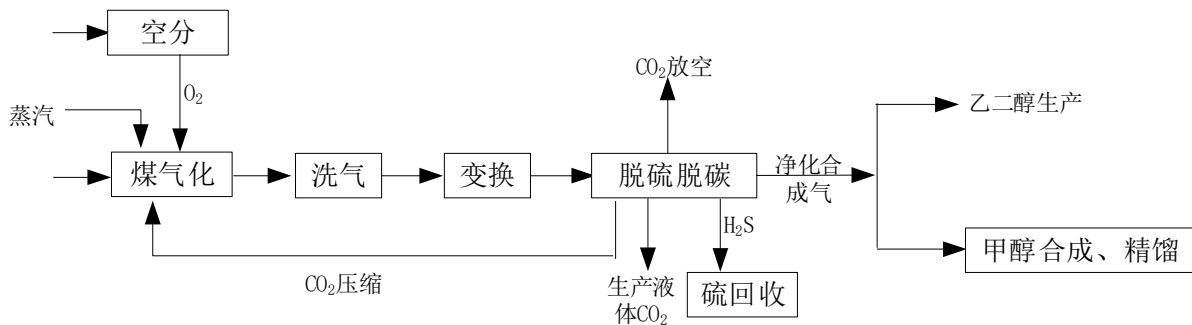 空分
O₂
CO₂放空
蒸汽
乙二醇生产
煤气化
洗气
变换
脱硫脱碳
净化合
成气
H₂S
甲醇合成、精馏
CO₂压缩
生产液
体CO₂
硫回收